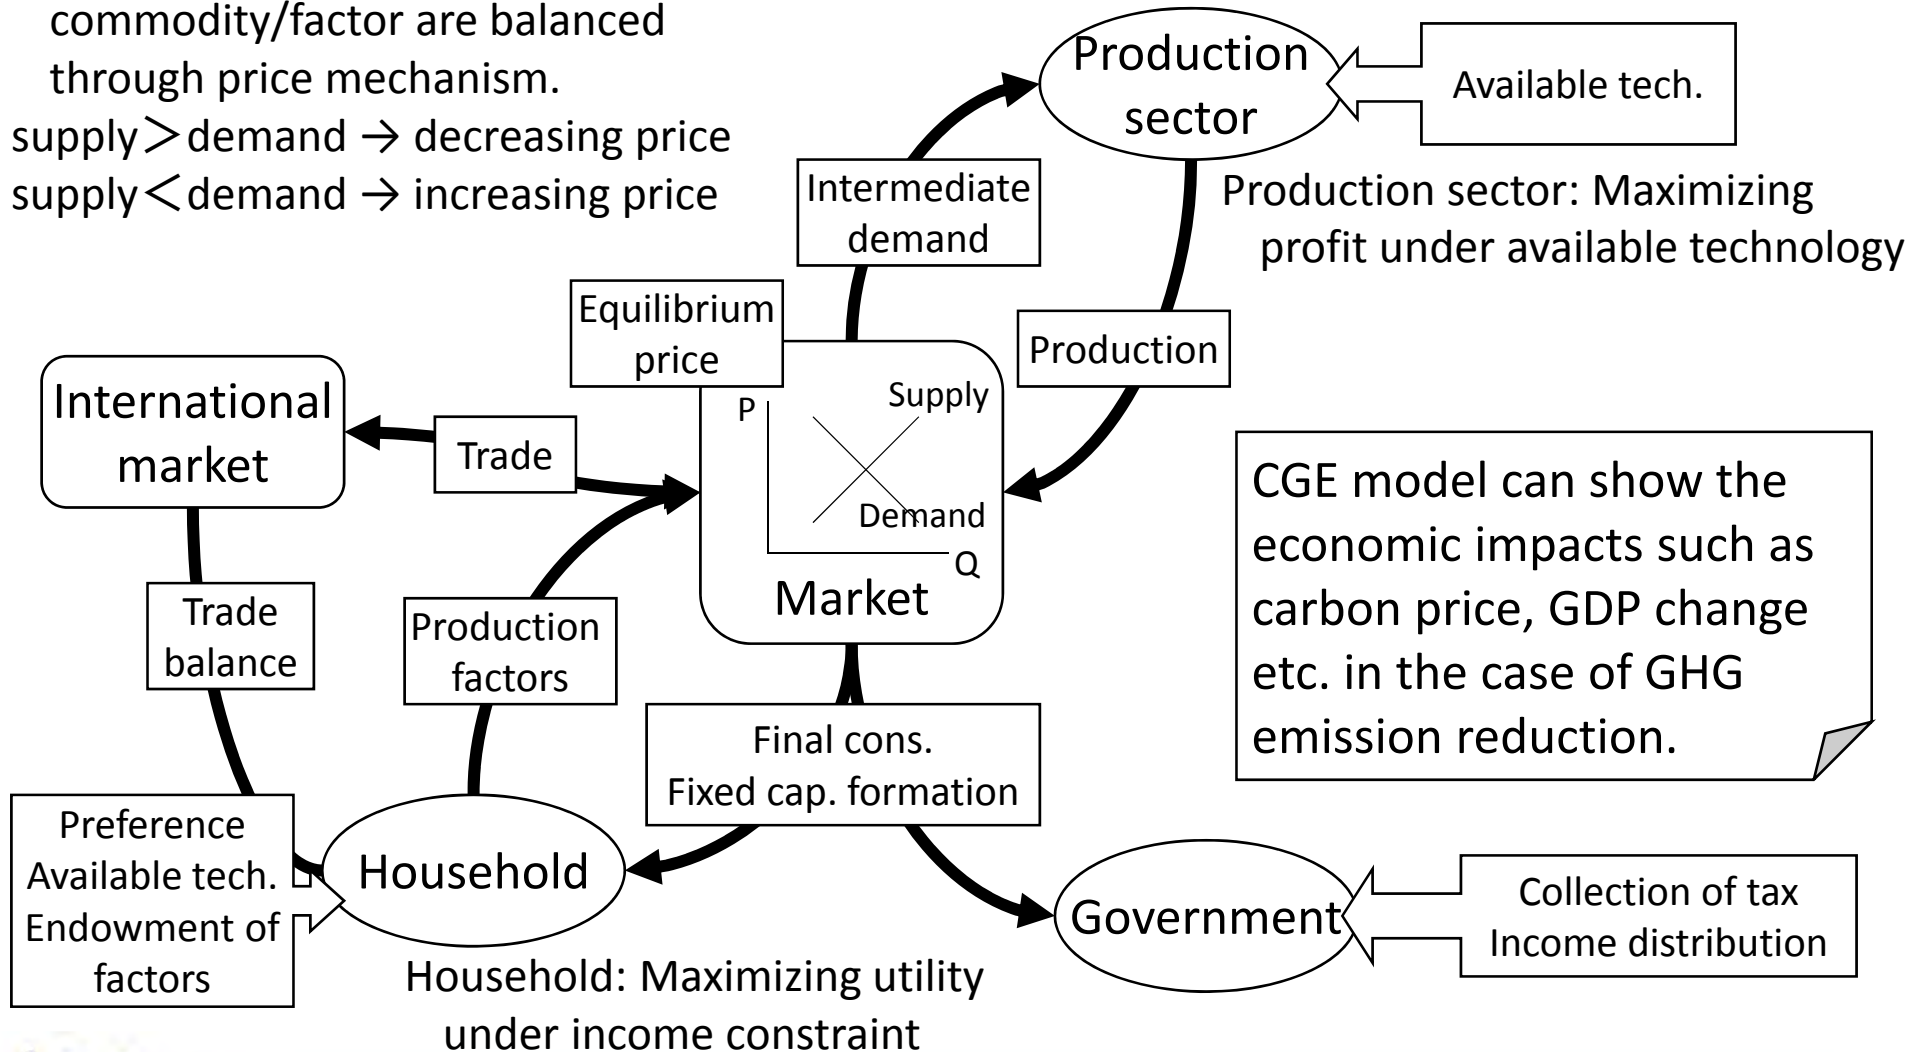 commodity/factor are balanced
through price mechanism.
supply＞demand → decreasing price
supply＜demand → increasing price
Production
sector
Available tech.
Intermediate
demand
Production sector: Maximizing
profit under available technology
Equilibrium
price
Production
International
market
Trade
P
Supply
Demand
Q
Market
CGE model can show the
economic impacts such as
carbon price, GDP change
etc. in the case of GHG
emission reduction.
Trade
balance
Production
factors
Final cons.
Fixed cap. formation
Preference
Available tech.
Endowment of
factors
Household
Government
Collection of tax
Income distribution
Household: Maximizing utility
under income constraint